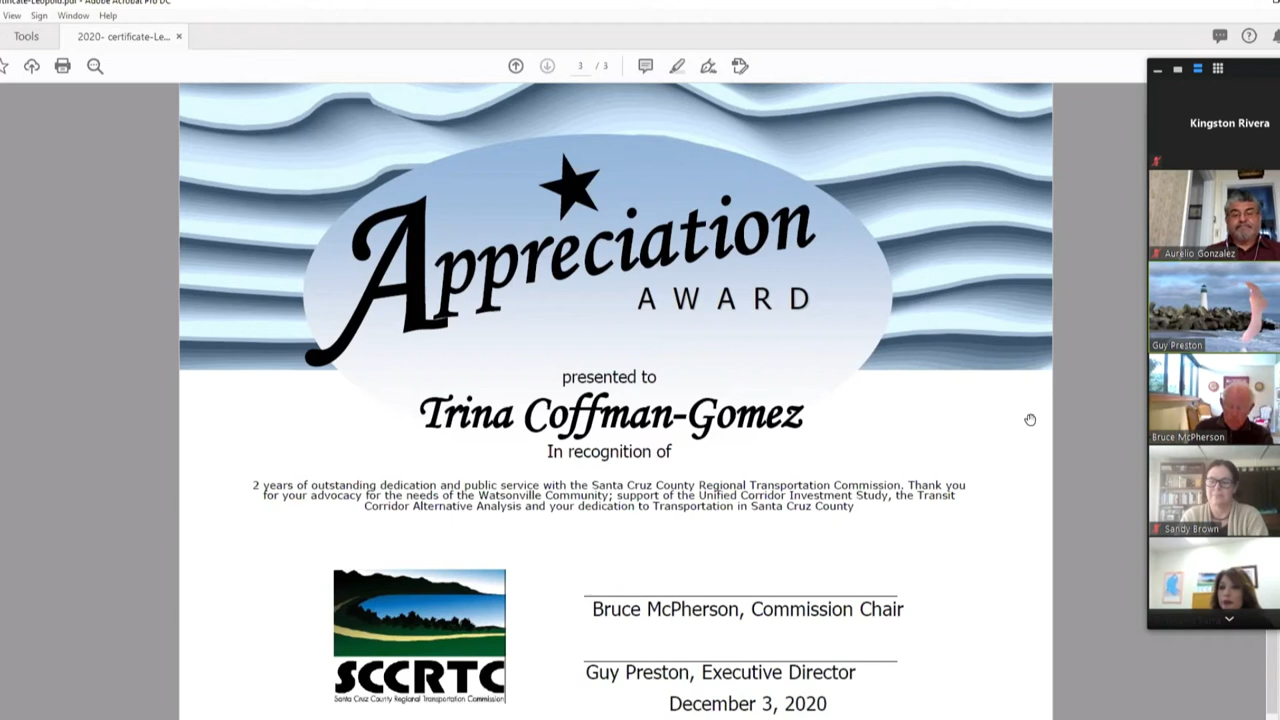 View Sign Window Help
Tools
2020- certificate-Le... ×
3 / 3
Appreciation
AWARD
presented to
Trina Coffman-Gomez
In recognition of
2 years of outstanding dedication and public service with the Santa Cruz County Regional Transportation Commission. Thank you
for your advocacy for the needs of the Watsonville Community; support of the Unified Corridor Investment Study, the Transit
Corridor Alternative Analysis and your dedication to Transportation in Santa Cruz County
SCCRTC
Santa Cruz County Regional Transportation Commission
Bruce McPherson, Commission Chair
Guy Preston, Executive Director
December 3, 2020
Kingston Rivera
Aurelio Gonzalez
Guy Preston
Bruce McPherson
Sandy Brown